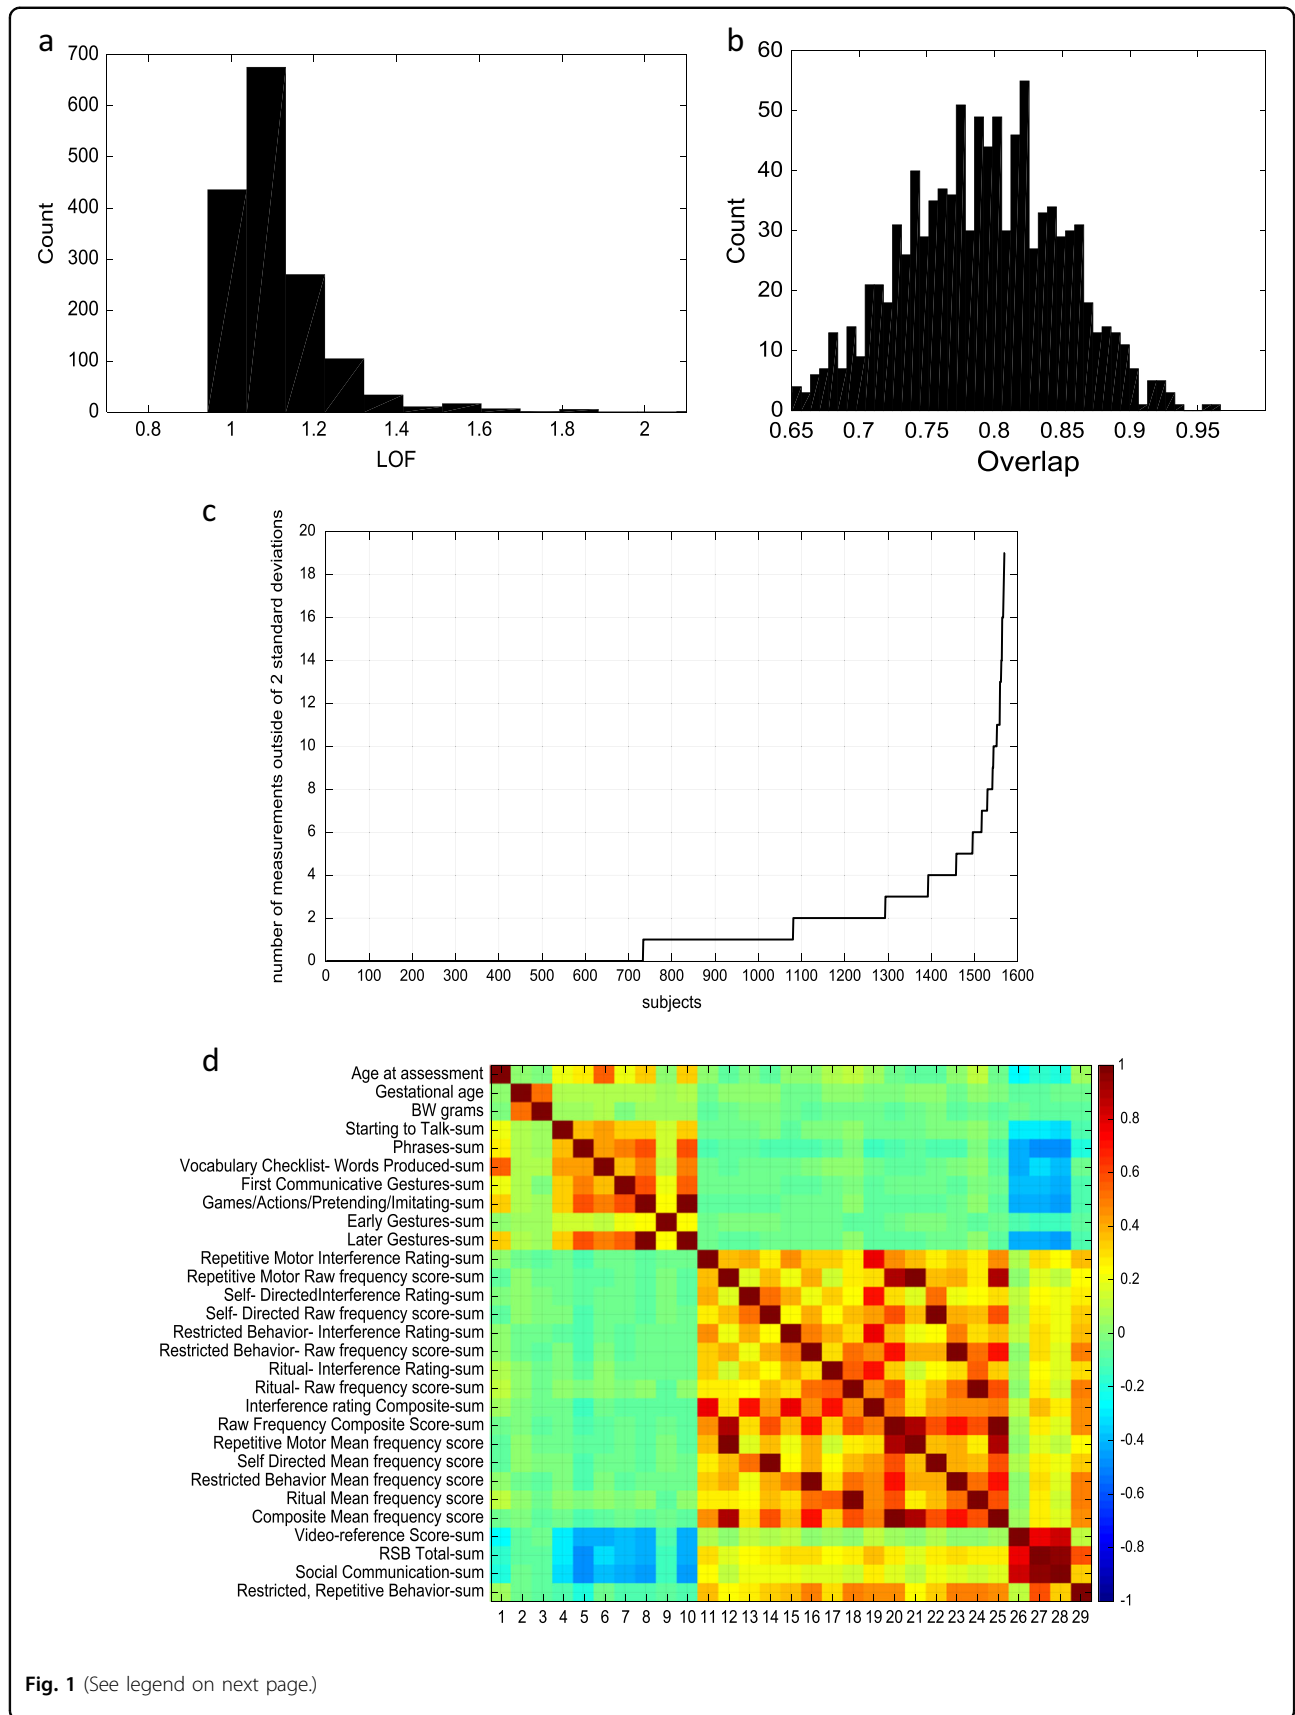 a
700
600
500
400
300
200
100
0
Count
0.8 1 1.2 1.4 1.6 1.8 2
LOF
b
60
50
40
30
20
10
0
Count
0.65 0.7 0.75 0.8 0.85 0.9 0.95
Overlap
c
number of measurements outside of 2 standard deviations
20
18
16
14
12
10
8
6
4
2
0
0 100 200 300 400 500 600 700 800 900 1000 1100 1200 1300 1400 1500 1600
subjects
d
Age at assessment
Gestational age
BW grams
Starting to Talk-sum
Phrases-sum
Vocabulary Checklist- Words Produced-sum
First Communicative Gestures-sum
Games/Actions/Pretending/Imitating-sum
Early Gestures-sum
Later Gestures-sum
Repetitive Motor Interference Rating-sum
Repetitive Motor Raw frequency score-sum
Self- DirectedInterference Rating-sum
Self- Directed Raw frequency score-sum
Restricted Behavior- Interference Rating-sum
Restricted Behavior- Raw frequency score-sum
Ritual- Interference Rating-sum
Ritual- Raw frequency score-sum
Interference rating Composite-sum
Raw Frequency Composite Score-sum
Repetitive Motor Mean frequency score
Self Directed Mean frequency score
Restricted Behavior Mean frequency score
Ritual Mean frequency score
Composite Mean frequency score
Video-reference Score-sum
RSB Total-sum
Social Communication-sum
Restricted, Repetitive Behavior-sum
1 2 3 4 5 6 7 8 9 10 11 12 13 14 15 16 17 18 19 20 21 22 23 24 25 26 27 28 29
1
0.8
0.6
0.4
0.2
0
-0.2
-0.4
-0.6
-0.8
-1
Fig. 1 (See legend on next page.)